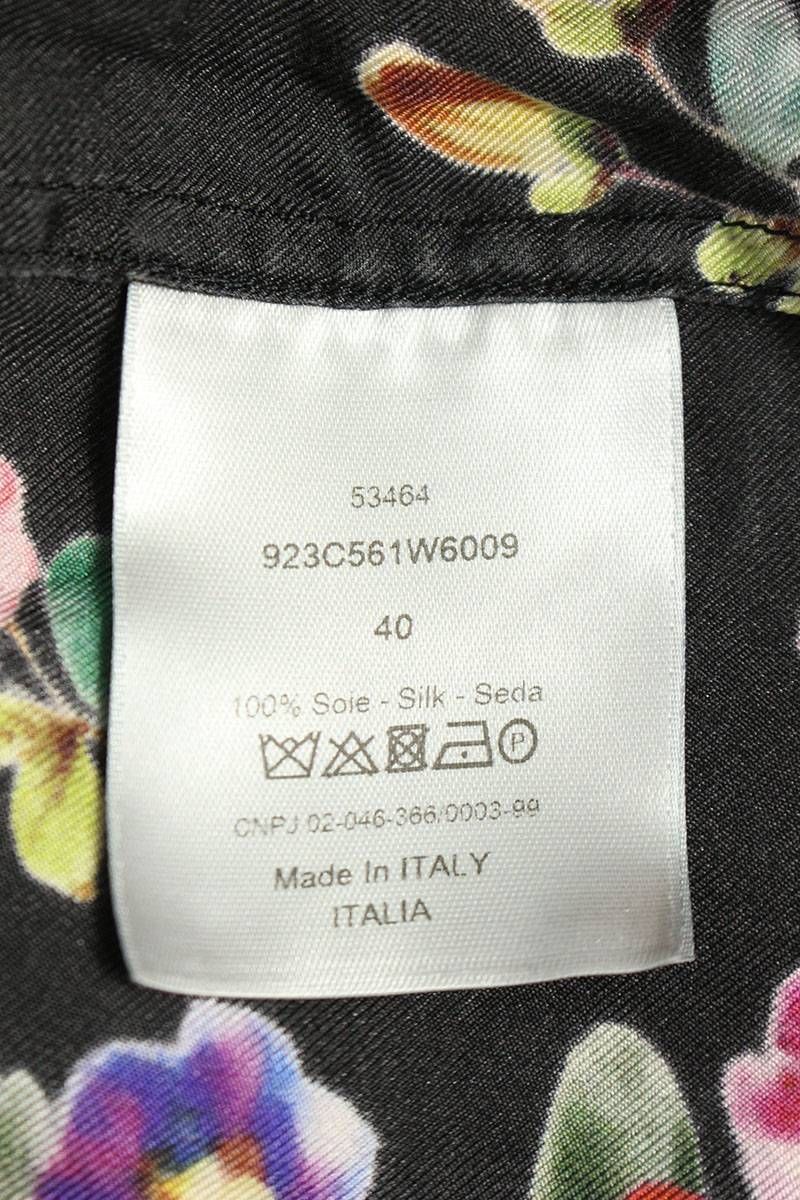 53464
923C561W6009
40
100% Soie - Silk - Seda
P
CNPJ 02-046-366/0003-99
Made In ITALY
ITALIA